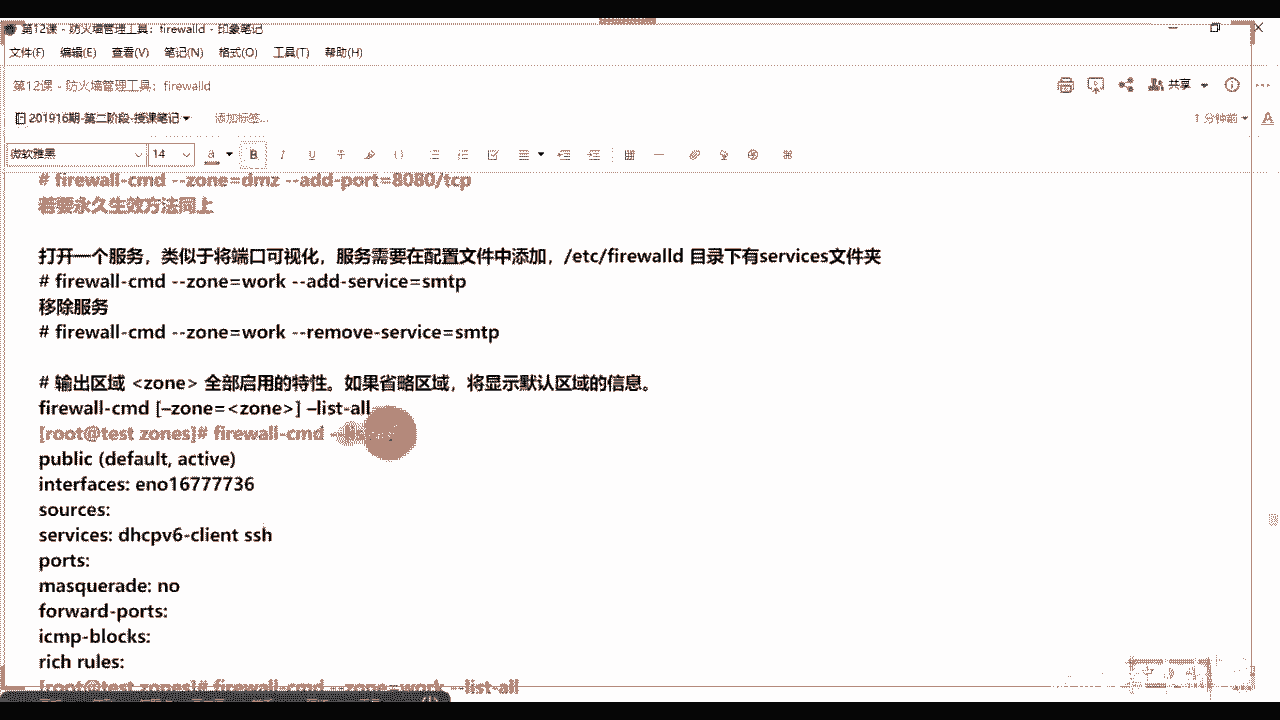 第12课 - 防火墙管理工具：firewalld - 印象笔记
文件(F) 编辑(E) 查看(V) 笔记(N) 格式(O) 工具(T) 帮助(H)
第12课 - 防火墙管理工具：firewalld
共享
201916期-第二阶段-授课笔记
添加标签...
1 分钟前
微软雅黑 14
# firewall-cmd --zone=dmz --add-port=8080/tcp
若要永久生效方法同上
打开一个服务，类似于将端口可视化，服务需要在配置文件中添加，/etc/firewalld 目录下有services文件夹
# firewall-cmd --zone=work --add-service=smtp
移除服务
# firewall-cmd --zone=work --remove-service=smtp
# 输出区域 <zone> 全部启用的特性。如果省略区域，将显示默认区域的信息。
firewall-cmd [–zone=<zone>] –list-all
[root@test zones]# firewall-cmd
public (default, active)
interfaces: eno16777736
sources:
services: dhcpv6-client ssh
ports:
masquerade: no
forward-ports:
icmp-blocks:
rich rules:
[root@test zones]# firewall-cmd --zone=work --list-all